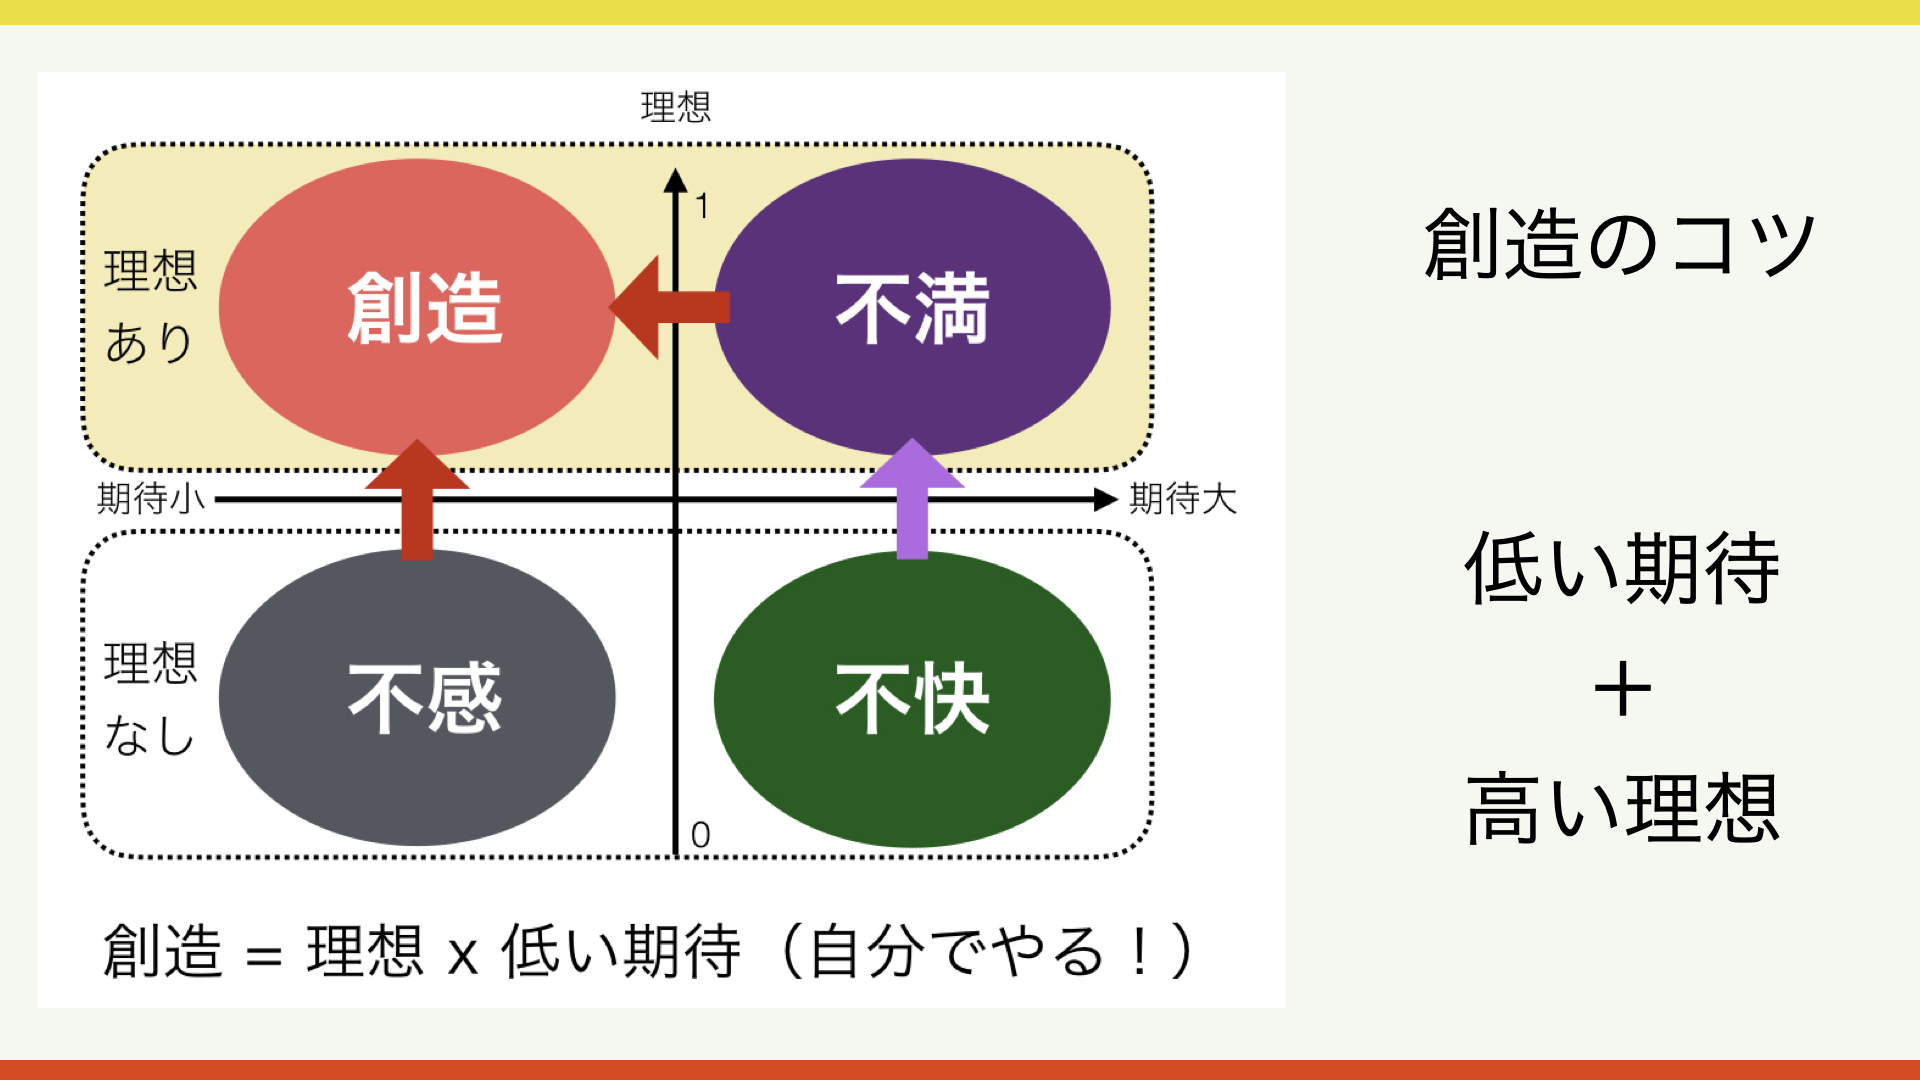 理想
1
理想
あり
創造
不満
期待小
期待大
理想
なし
不感
不快
0
創造 = 理想 x 低い期待（自分でやる！）
創造のコツ
低い期待
＋
高い理想